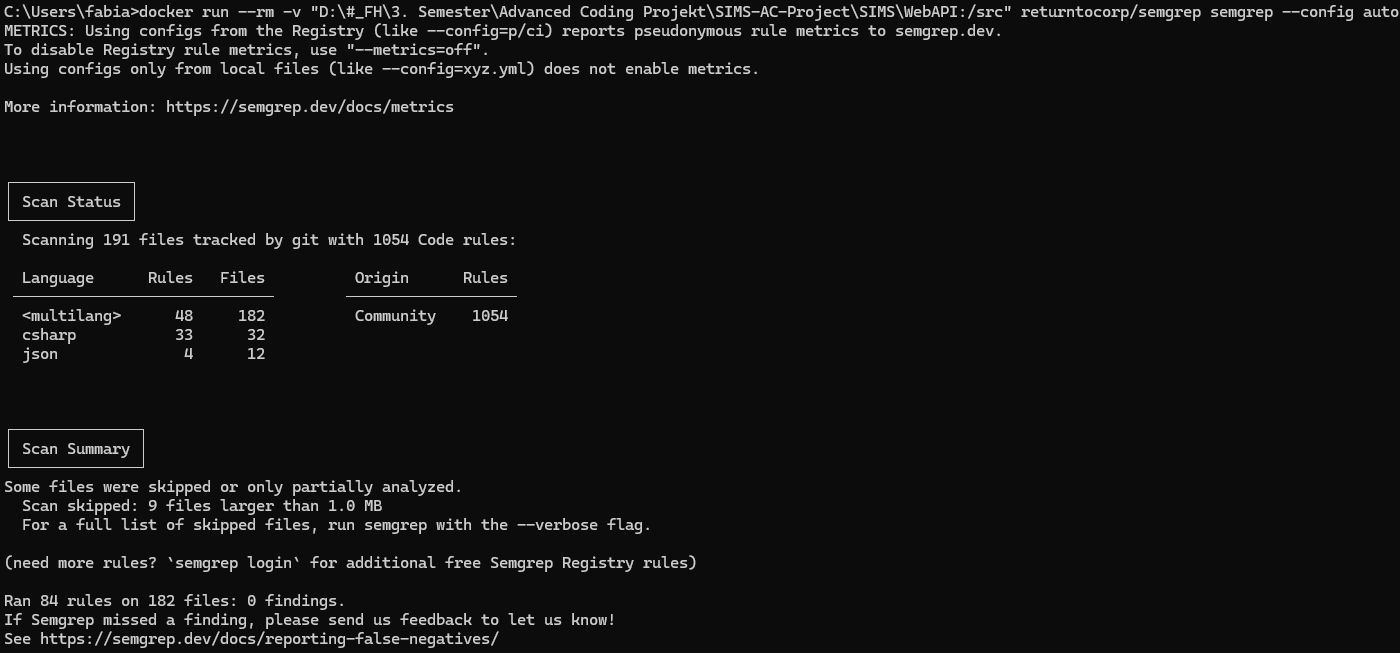 C:\Users\fabia>docker run --rm -v "D:\#_FH\3. Semester\Advanced Coding Projekt\SIMS-AC-Project\SIMS\WebAPI:/src" returntocorp/semgrep semgrep --config auto
METRICS: Using configs from the Registry (like --config=p/ci) reports pseudonymous rule metrics to semgrep.dev.
To disable Registry rule metrics, use "--metrics=off".
Using configs only from local files (like --config=xyz.yml) does not enable metrics.
More information: https://semgrep.dev/docs/metrics
Scan Status
Scanning 191 files tracked by git with 1054 Code rules:
Language Rules Files Origin Rules
<multilang> 48 182 Community 1054
csharp 33 32
json 4 12
Scan Summary
Some files were skipped or only partially analyzed.
Scan skipped: 9 files larger than 1.0 MB
For a full list of skipped files, run semgrep with the --verbose flag.
(need more rules? `semgrep login` for additional free Semgrep Registry rules)
Ran 84 rules on 182 files: 0 findings.
If Semgrep missed a finding, please send us feedback to let us know!
See https://semgrep.dev/docs/reporting-false-negatives/